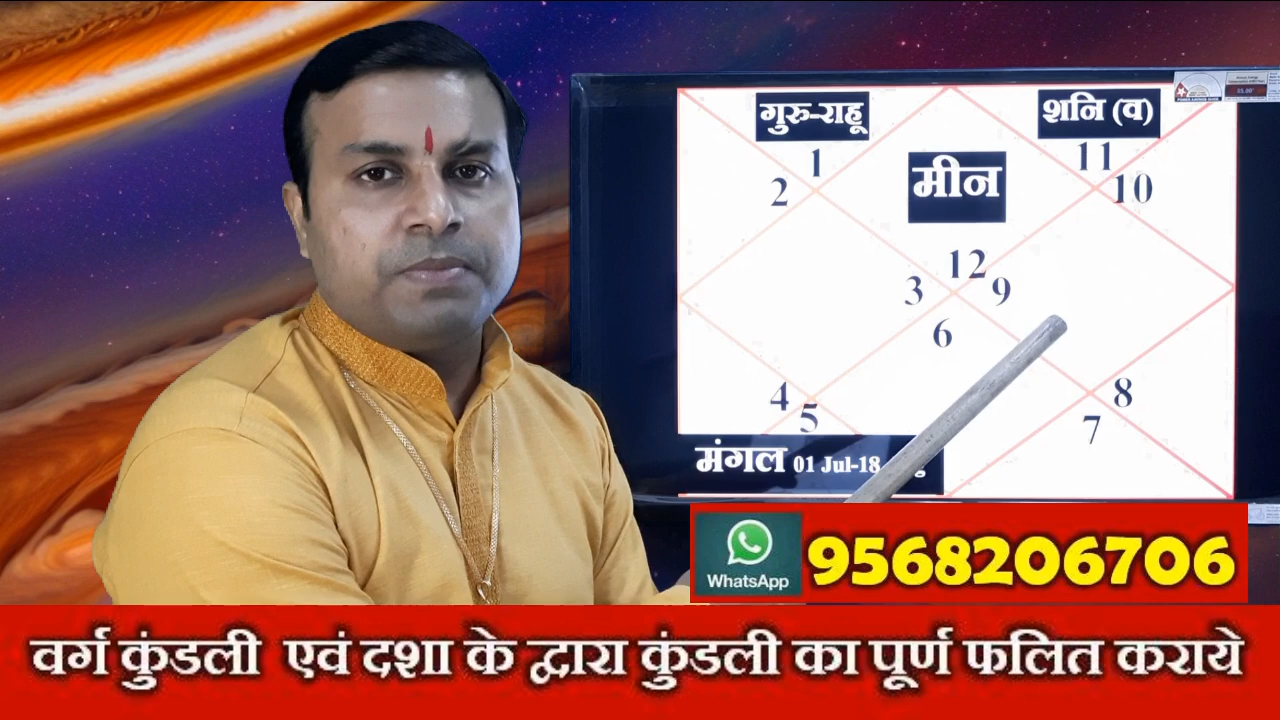 गुरु-राहू
शनि (व)
1
2
मीन
11
10
12
3
9
6
4
5
8
7
मंगल 01 Jul-18
WhatsApp
9568206706
वर्ग कुंडली एवं दशा के द्वारा कुंडली का पूर्ण फलित कराये